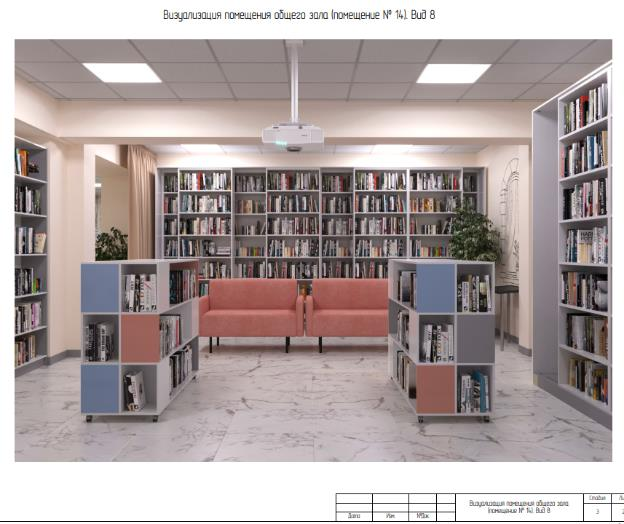 Визуализация помещения общего зала (помещение № 14). Вид 8
Визуализация помещения общего зала
(помещение № 14). Вид 8
Стадия
Э
Дата Изм. №Док.